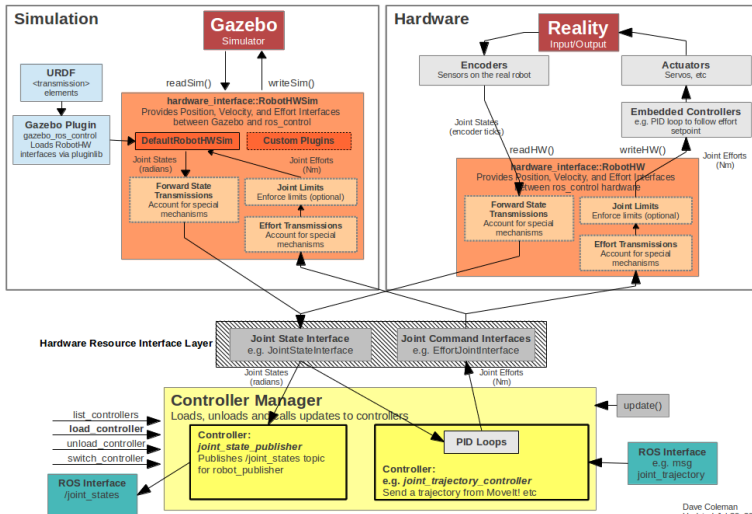 Simulation
Gazebo
Simulator
Hardware
Reality
Input/Output
Encoders
Sensors on the real robot
Actuators
Servos, etc
URDF
<transmission>
elements
readSim()
writeSim()
Gazebo Plugin
gazebo_ros_control
Loads RobotHW
interfaces via pluginlib
hardware_interface::RobotHWSim
Provides Position, Velocity, and Effort Interfaces
between Gazebo and ros_control
DefaultRobotHWSim
Custom Plugins
Joint States
(radians)
Joint Efforts
(Nm)
Forward State
Transmissions
Account for special
mechanisms
Joint Limits
Enforce limits (optional)
Effort Transmissions
Account for special
mechanisms
Joint States
(encoder ticks)
Embedded Controllers
e.g. PID loop to follow effort
setpoint
readHW()
writeHW()
Joint Efforts
(Nm)
hardware_interface::RobotHW
Provides Position, Velocity, and Effort Interfaces
between ros_control hardware
Forward State
Transmissions
Account for special
mechanisms
Joint Limits
Enforce limits (optional)
Effort Transmissions
Account for special
mechanisms
Hardware Resource Interface Layer
Joint State Interface
e.g. JointStateInterface
Joint Command Interfaces
e.g. EffortJointInterface
Joint States
(radians)
Joint Efforts
(Nm)
Controller Manager
Loads, unloads and calls updates to controllers
update()
list_controllers
load_controller
unload_controller
switch_controller
Controller:
joint_state_publisher
Publishes /joint_states topic
for robot_publisher
PID Loops
Controller:
e.g. joint_trajectory_controller
Send a trajectory from MoveIt! etc
ROS Interface
/joint_states
ROS Interface
e.g. msg
joint_trajectory
Dave Coleman